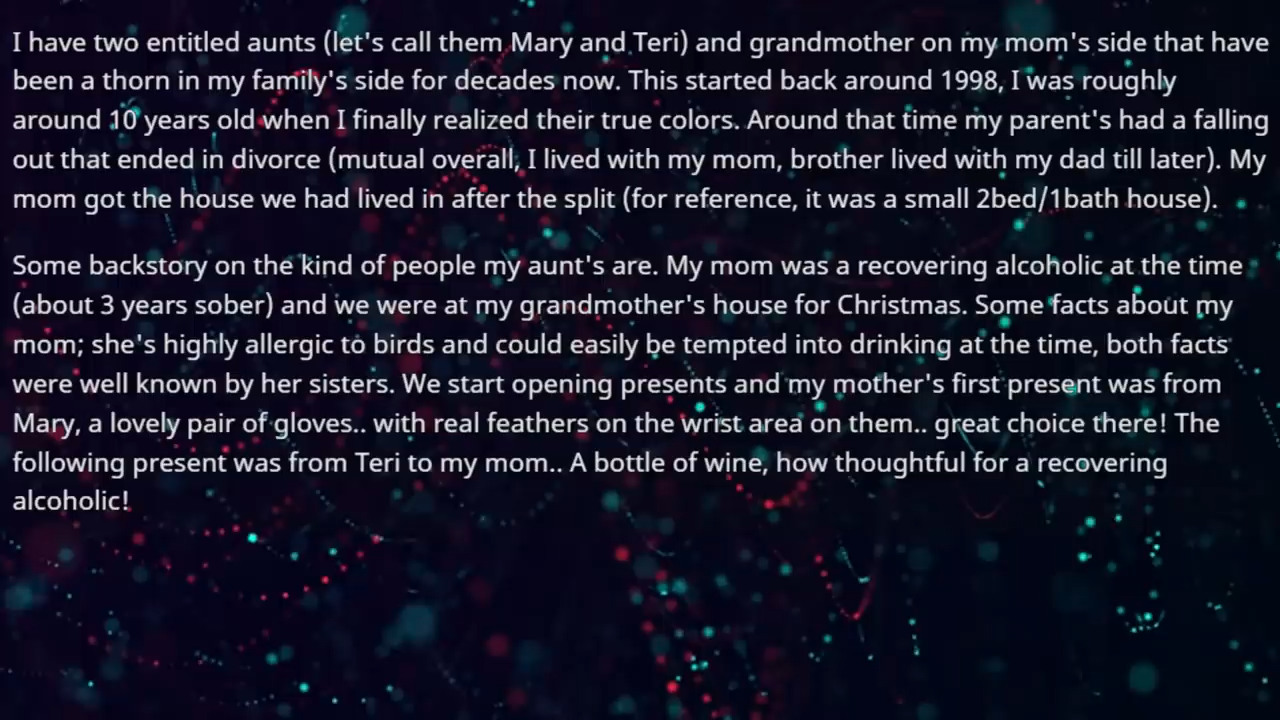 I have two entitled aunts (let's call them Mary and Teri) and grandmother on my mom's side that have
been a thorn in my family's side for decades now. This started back around 1998, I was roughly
around 10 years old when I finally realized their true colors. Around that time my parent's had a falling
out that ended in divorce (mutual overall, I lived with my mom, brother lived with my dad till later). My
mom got the house we had lived in after the split (for reference, it was a small 2bed/1bath house).
Some backstory on the kind of people my aunt's are. My mom was a recovering alcoholic at the time
(about 3 years sober) and we were at my grandmother's house for Christmas. Some facts about my
mom; she's highly allergic to birds and could easily be tempted into drinking at the time, both facts
were well known by her sisters. We start opening presents and my mother's first present was from
Mary, a lovely pair of gloves.. with real feathers on the wrist area on them.. great choice there! The
following present was from Teri to my mom.. A bottle of wine, how thoughtful for a recovering
alcoholic!